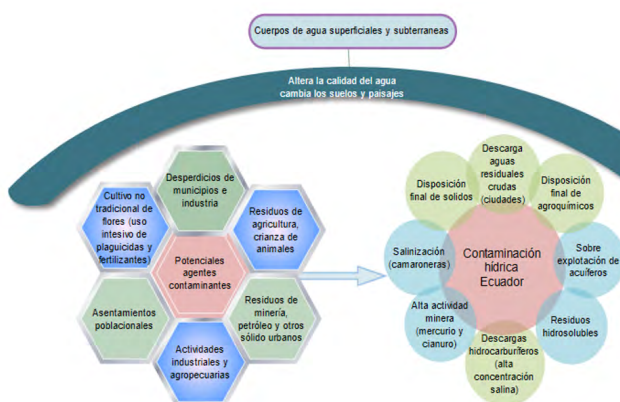 Cuerpos de agua superficiales y subterraneas
Altera la calidad del agua
cambia los suelos y paisajes
Desperdicios de
municipios e
industria
Cultivo no
tradicional de
flores (uso
intesivo de
plaguicidas y
fertilizantes)
Residuos de
agricultura,
crianza de
animales
Potenciales
agentes
contaminantes
Asentamientos
poblacionales
Residuos de
minería,
petróleo y otros
sólido urbanos
Actividades
industriales y
agropecuarias
Descarga
aguas
residuales
crudas
(ciudades)
Disposición
final de solidos
Disposición
final de
agroquímicos
Salinización
(camaroneras)
Contaminación
hídrica
Ecuador
Sobre
explotación de
acuíferos
Alta actividad
minera
(mercurio y
cianuro)
Residuos
hidrosolubles
Descargas
hidrocarburíferos
(alta
concentración
salina)